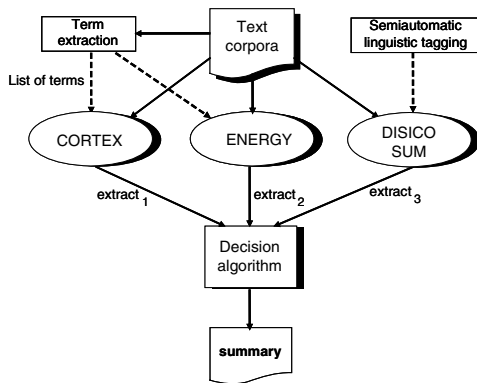 Term
extraction
Text
corpora
Semiautomatic
linguistic tagging
List of terms
CORTEX
ENERGY
DISICO
SUM
extract 1
extract 2
extract 3
Decision
algorithm
summary